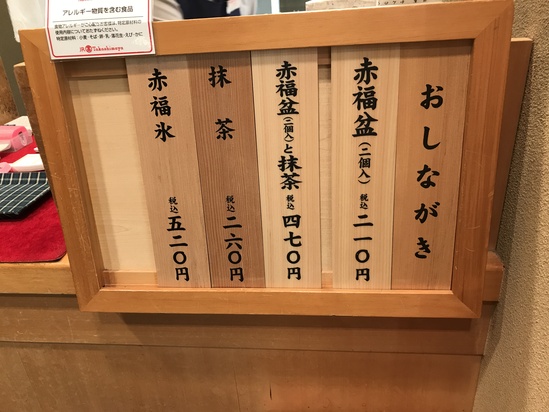 アレルギー物質を含む食品
JR Takashimaya
おしながき
赤福盆(二個入) 税込 二一〇円
赤福盆(二個入)と抹茶 税込 四七〇円
抹茶 税込 二六〇円
赤福氷 税込 五二〇円